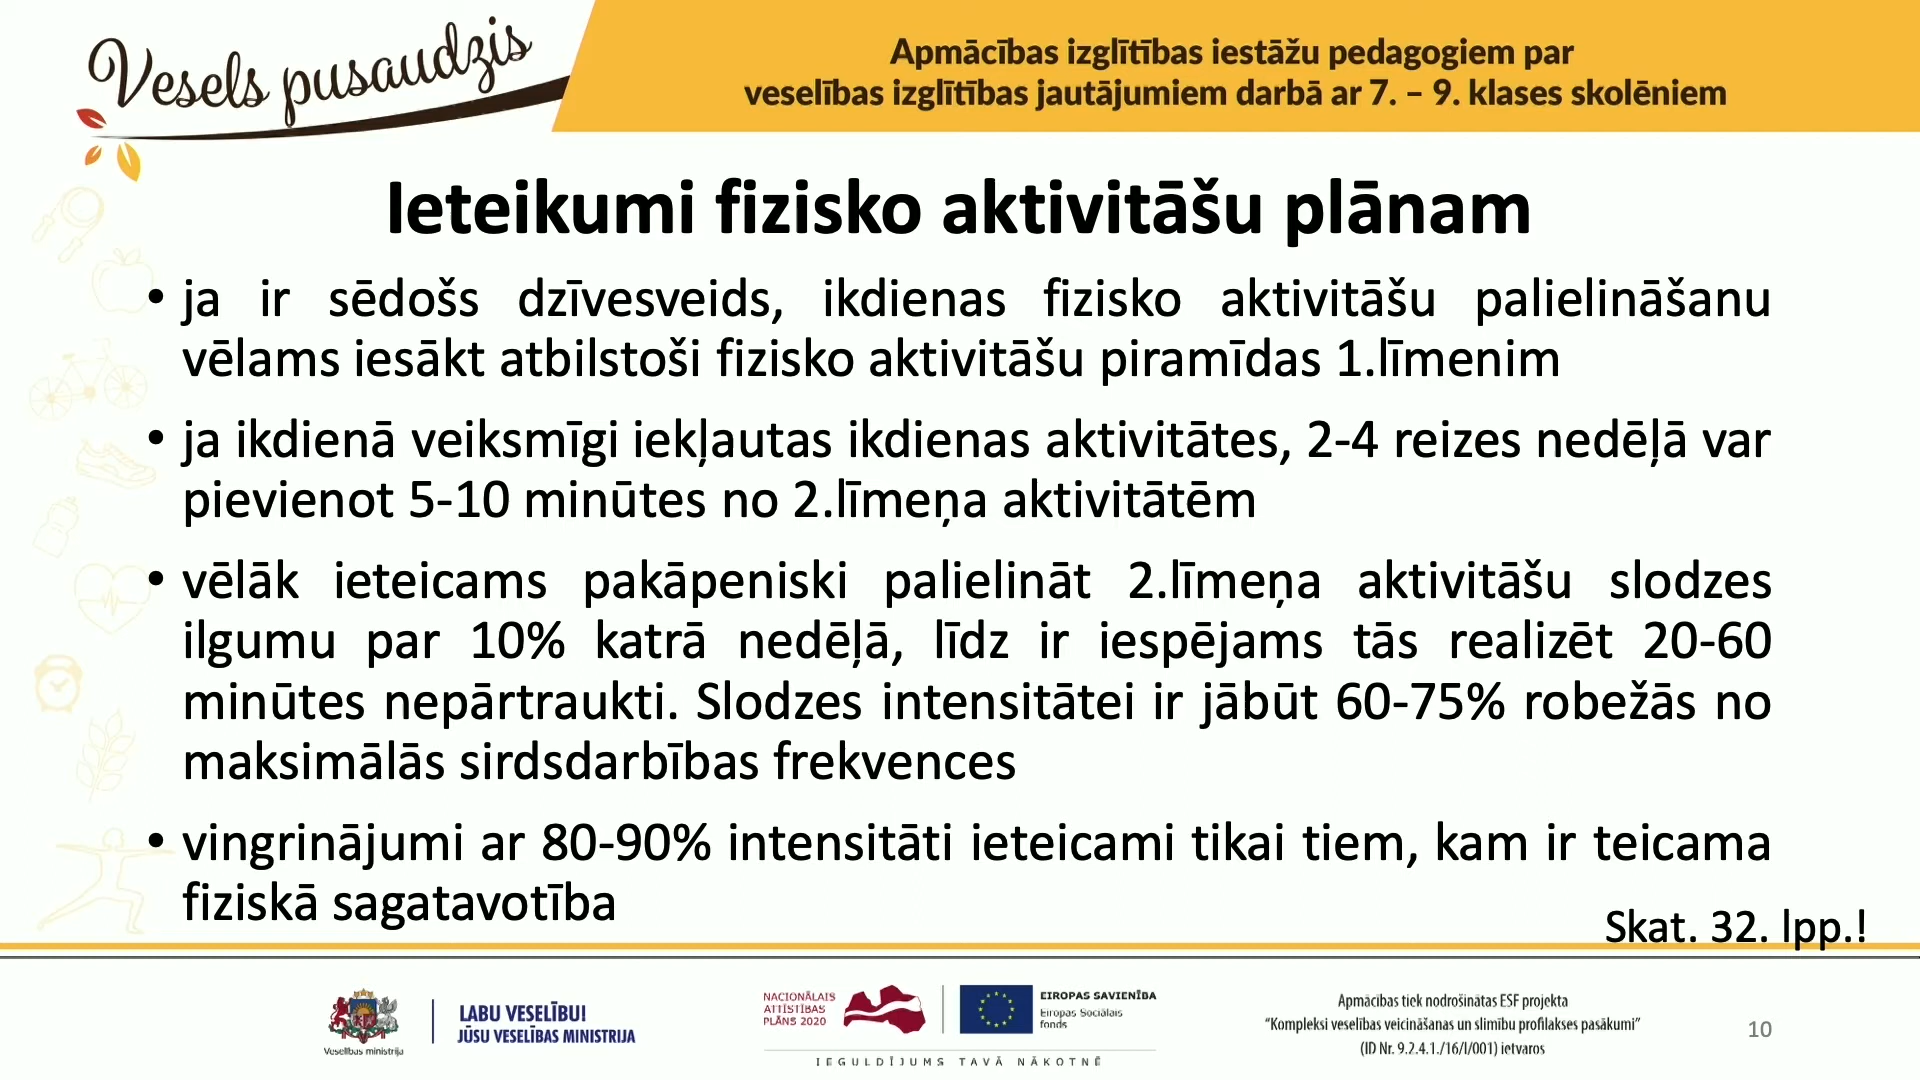 Vesels pusaudzis
Apmācības izglītības iestāžu pedagogiem par
veselības izglītības jautājumiem darbā ar 7. – 9. klases skolēniem
Ieteikumi fizisko aktivitāšu plānam
• ja ir sēdošs dzīvesveids, ikdienas fizisko aktivitāšu palielināšanu
vēlams iesākt atbilstoši fizisko aktivitāšu piramīdas 1.līmenim
• ja ikdienā veiksmīgi iekļautas ikdienas aktivitātes, 2-4 reizes nedēļā var
pievienot 5-10 minūtes no 2.līmeņa aktivitātēm
• vēlāk ieteicams pakāpeniski palielināt 2.līmeņa aktivitāšu slodzes
ilgumu par 10% katrā nedēļā, līdz ir iespējams tās realizēt 20-60
minūtes nepārtraukti. Slodzes intensitātei ir jābūt 60-75% robežās no
maksimālās sirdsdarbības frekvences
• vingrinājumi ar 80-90% intensitāti ieteicami tikai tiem, kam ir teicama
fiziskā sagatavotība
Skat. 32. lpp.!
Veselības ministrija
LABU VESELĪBU!
JŪSU VESELĪBAS MINISTRIJA
NACIONĀLAIS
ATTĪSTĪBAS
PLĀNS 2020
EIROPAS SAVIENĪBA
Eiropas Sociālais
fonds
IEGULDĪJUMS TAVĀ NĀKOTNĒ
Apmācības tiek nodrošinātas ESF projekta
“Kompleksi veselības veicināšanas un slimību profilakses pasākumi”
(ID Nr. 9.2.4.1./16/I/001) ietvaros
10